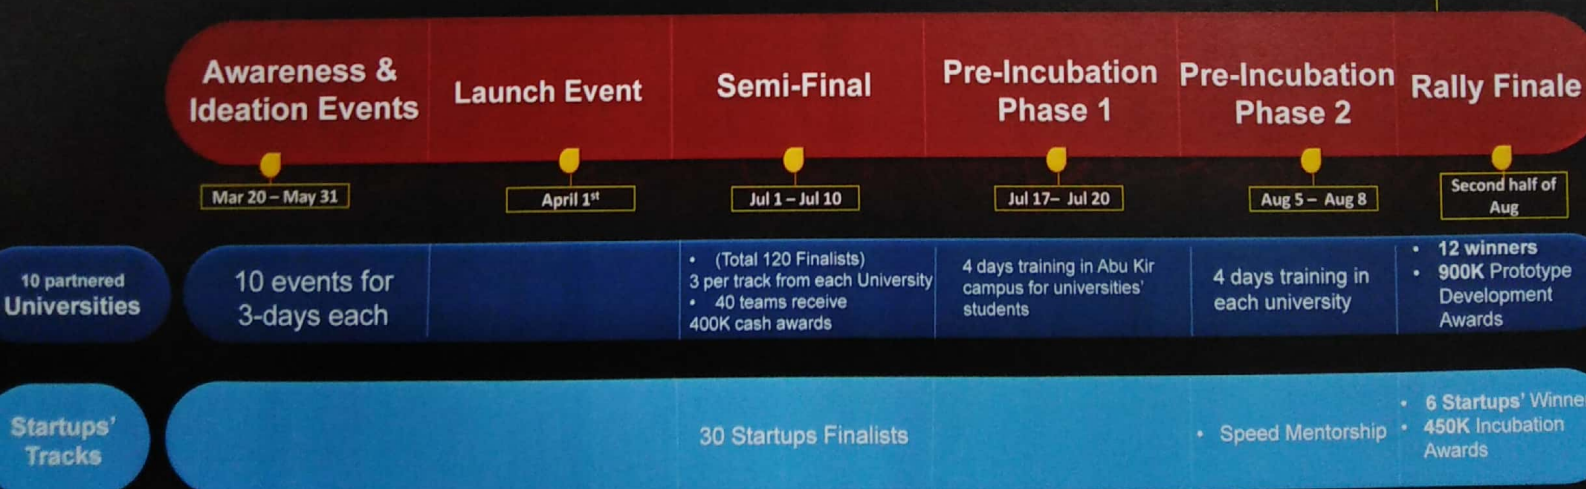 Awareness &
Ideation Events
Launch Event
Semi-Final
Pre-Incubation
Phase 1
Pre-Incubation
Phase 2
Rally Finale
Mar 20 – May 31
April 1st
Jul 1 – Jul 10
Jul 17– Jul 20
Aug 5 – Aug 8
Second half of
Aug
10 partnered
Universities
10 events for
3-days each
• (Total 120 Finalists)
3 per track from each University
• 40 teams receive
400K cash awards
4 days training in Abu Kir
campus for universities'
students
4 days training in
each university
• 12 winners
• 900K Prototype
Development
Awards
Startups'
Tracks
30 Startups Finalists
• Speed Mentorship
• 6 Startups' Winne
• 450K Incubation
Awards